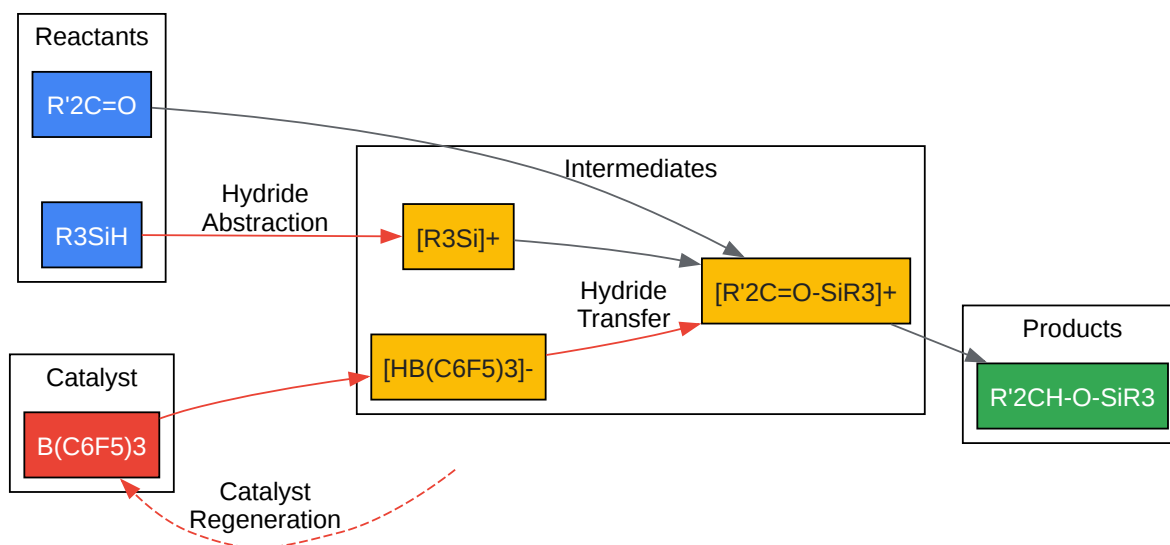 Reactants
R'2C=O
R3SiH
Hydride
Abstraction
Intermediates
[R3Si]+
[R'2C=O-SiR3]+
Hydride
Transfer
[HB(C6F5)3]-
Products
R'2CH-O-SiR3
Catalyst
B(C6F5)3
Catalyst
Regeneration